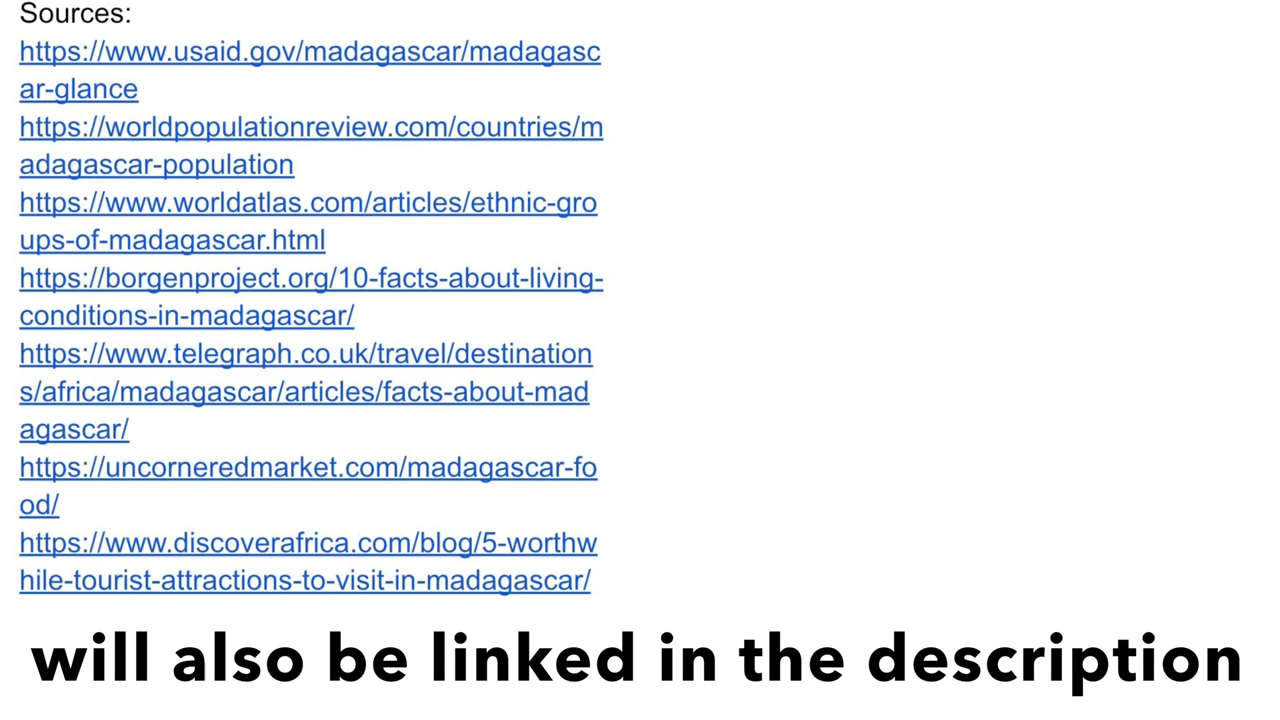 Sources:
https://www.usaid.gov/madagascar/madagasc
ar-glance
https://worldpopulationreview.com/countries/m
adagascar-population
https://www.worldatlas.com/articles/ethnic-gro
ups-of-madagascar.html
https://borgenproject.org/10-facts-about-living-
conditions-in-madagascar/
https://www.telegraph.co.uk/travel/destination
s/africa/madagascar/articles/facts-about-mad
agascar/
https://uncorneredmarket.com/madagascar-fo
od/
https://www.discoverafrica.com/blog/5-worthw
hile-tourist-attractions-to-visit-in-madagascar/
will also be linked in the description